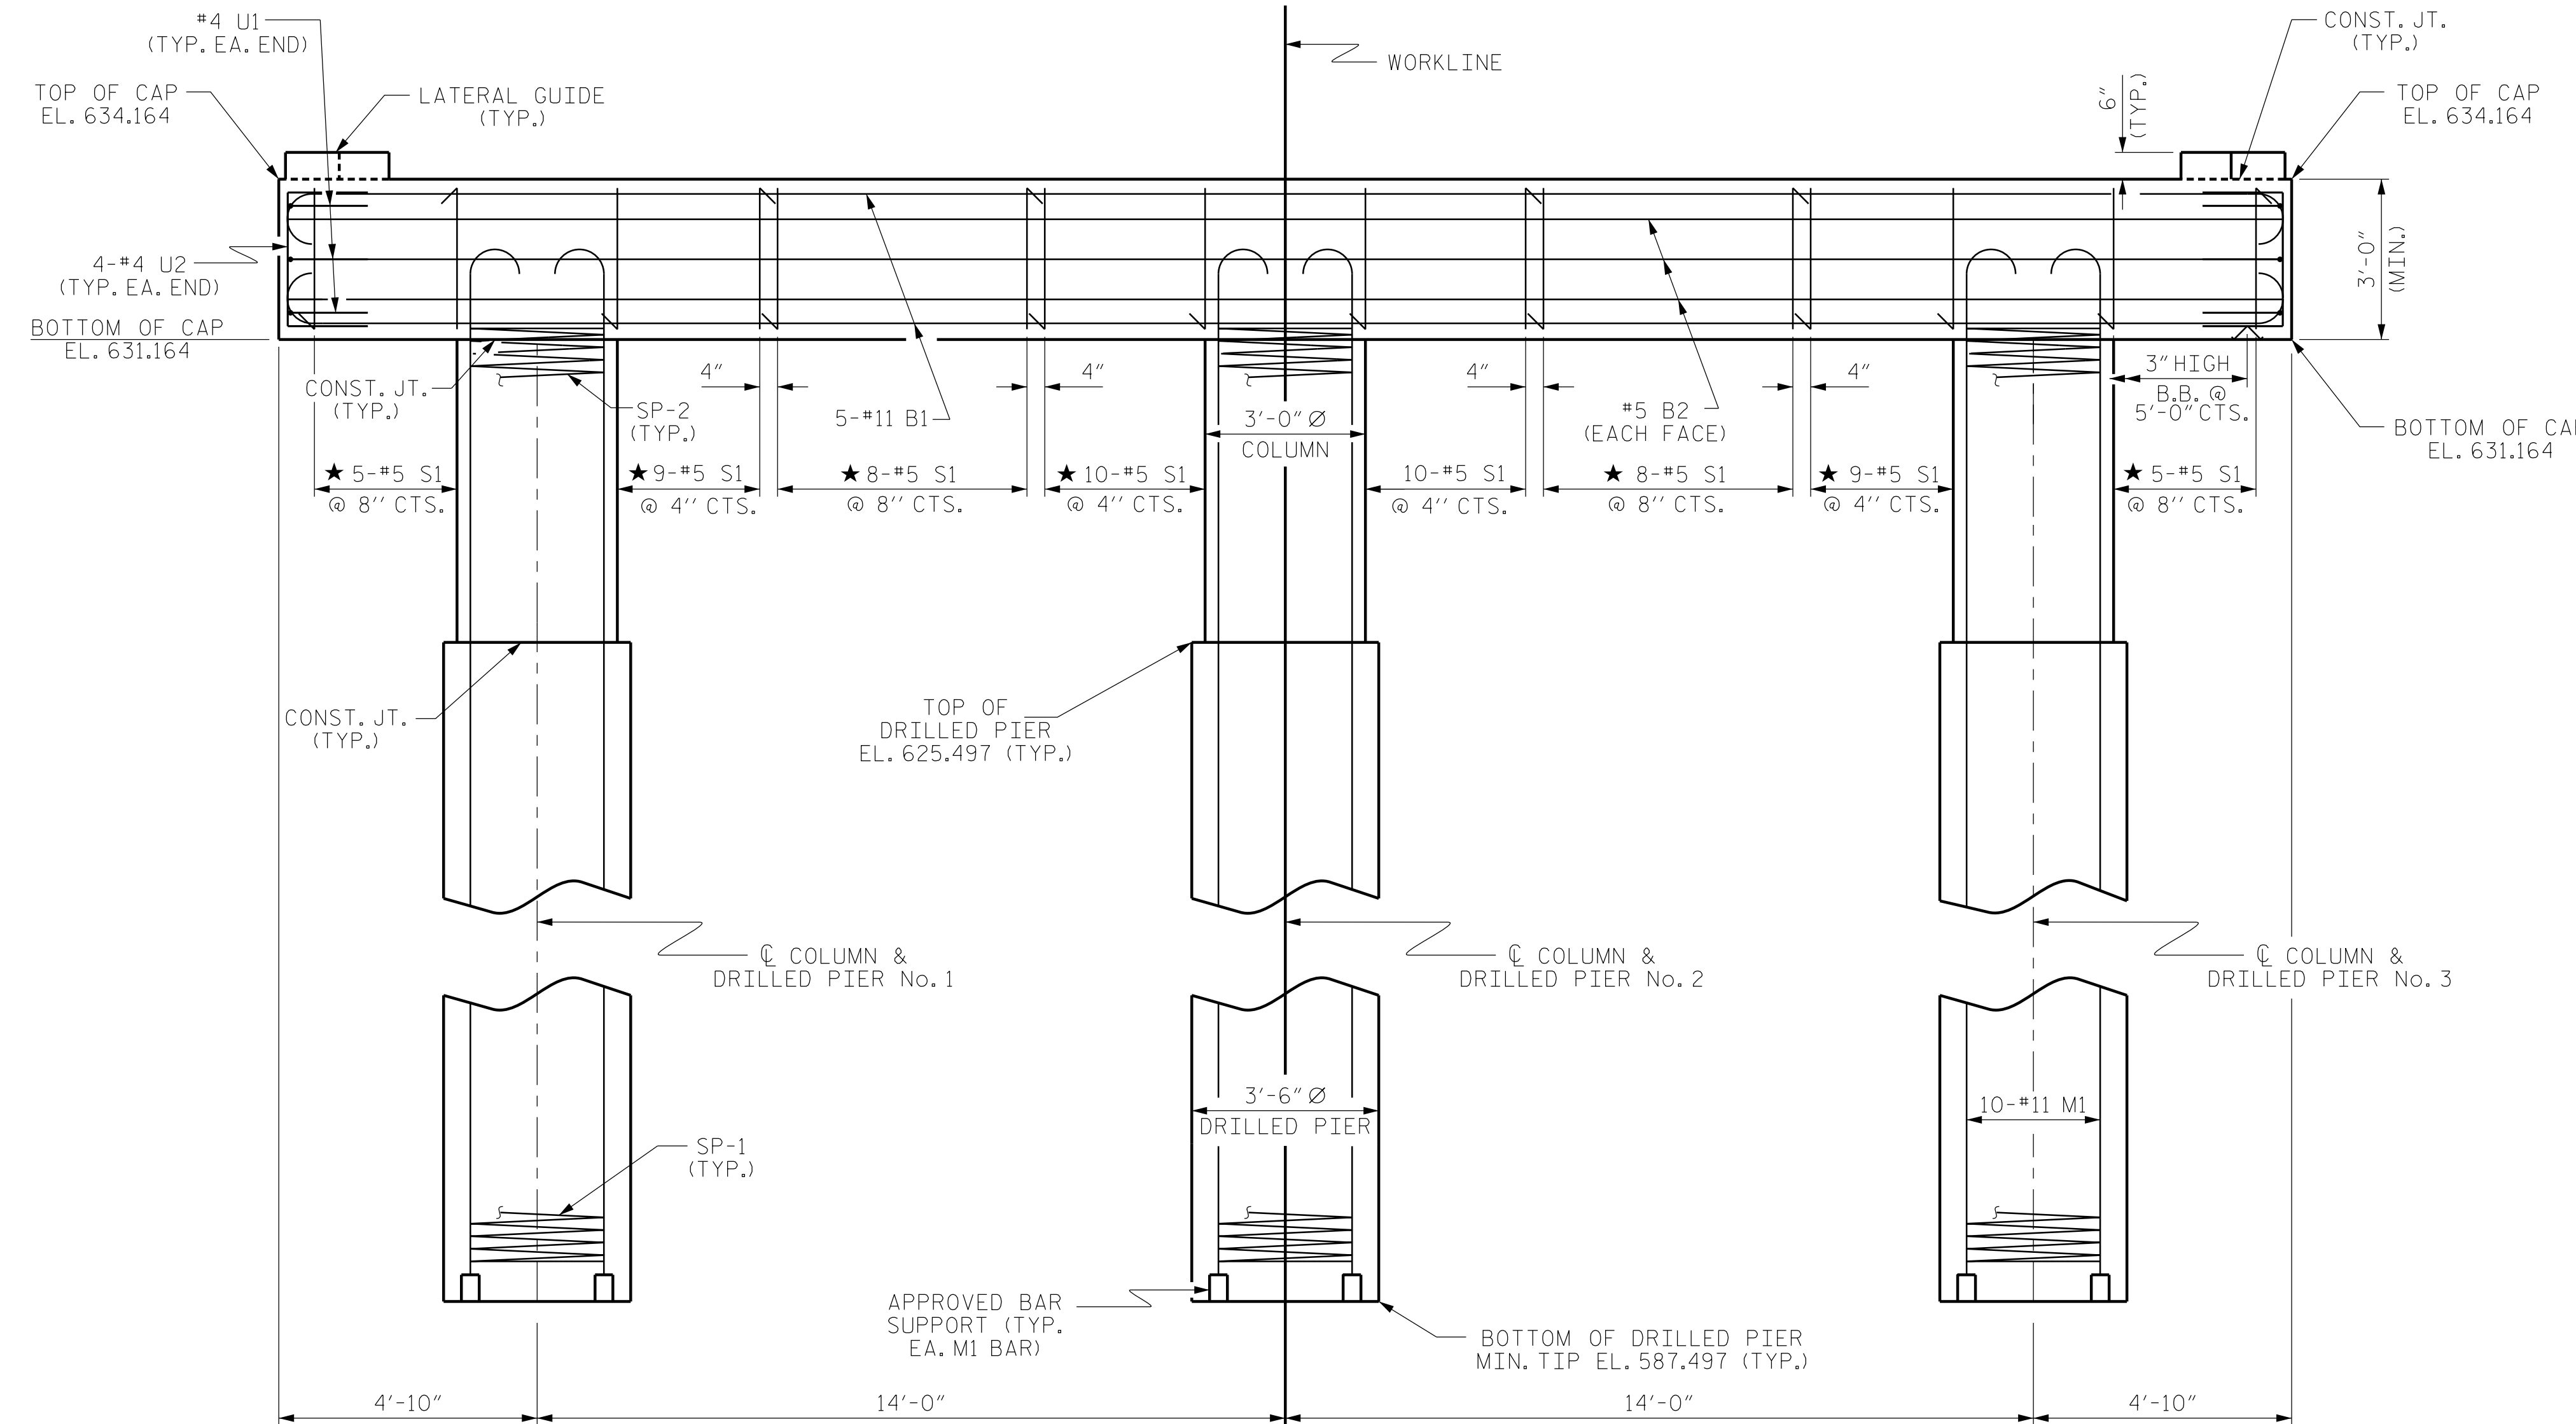 #4 U1
(TYP. EA. END)
TOP OF CAP
EL. 634.164
LATERAL GUIDE
(TYP.)
WORKLINE
6"
(TYP.)
CONST. JT.
(TYP.)
TOP OF CAP
EL. 634.164
4-#4 U2
(TYP. EA. END)
BOTTOM OF CAP
EL. 631.164
3'-0"
(MIN.)
CONST. JT.
(TYP.)
SP-2
(TYP.)
4"
5-#11 B1
4"
3'-0" Ø
COLUMN
4"
#5 B2
(EACH FACE)
4"
3" HIGH
B.B. @
5'-0" CTS.
BOTTOM OF CAP
EL. 631.164
★ 5-#5 S1
@ 8" CTS.
★ 9-#5 S1
@ 4" CTS.
★ 8-#5 S1
@ 8" CTS.
★ 10-#5 S1
@ 4" CTS.
10-#5 S1
@ 4" CTS.
★ 8-#5 S1
@ 8" CTS.
★ 9-#5 S1
@ 4" CTS.
★ 5-#5 S1
@ 8" CTS.
CONST. JT.
(TYP.)
TOP OF
DRILLED PIER
EL. 625.497 (TYP.)
℄ COLUMN &
DRILLED PIER No. 1
℄ COLUMN &
DRILLED PIER No. 2
℄ COLUMN &
DRILLED PIER No. 3
SP-1
(TYP.)
3'-6" Ø
DRILLED PIER
10-#11 M1
APPROVED BAR
SUPPORT (TYP.
EA. M1 BAR)
BOTTOM OF DRILLED PIER
MIN. TIP EL. 587.497 (TYP.)
4'-10"
14'-0"
14'-0"
4'-10"